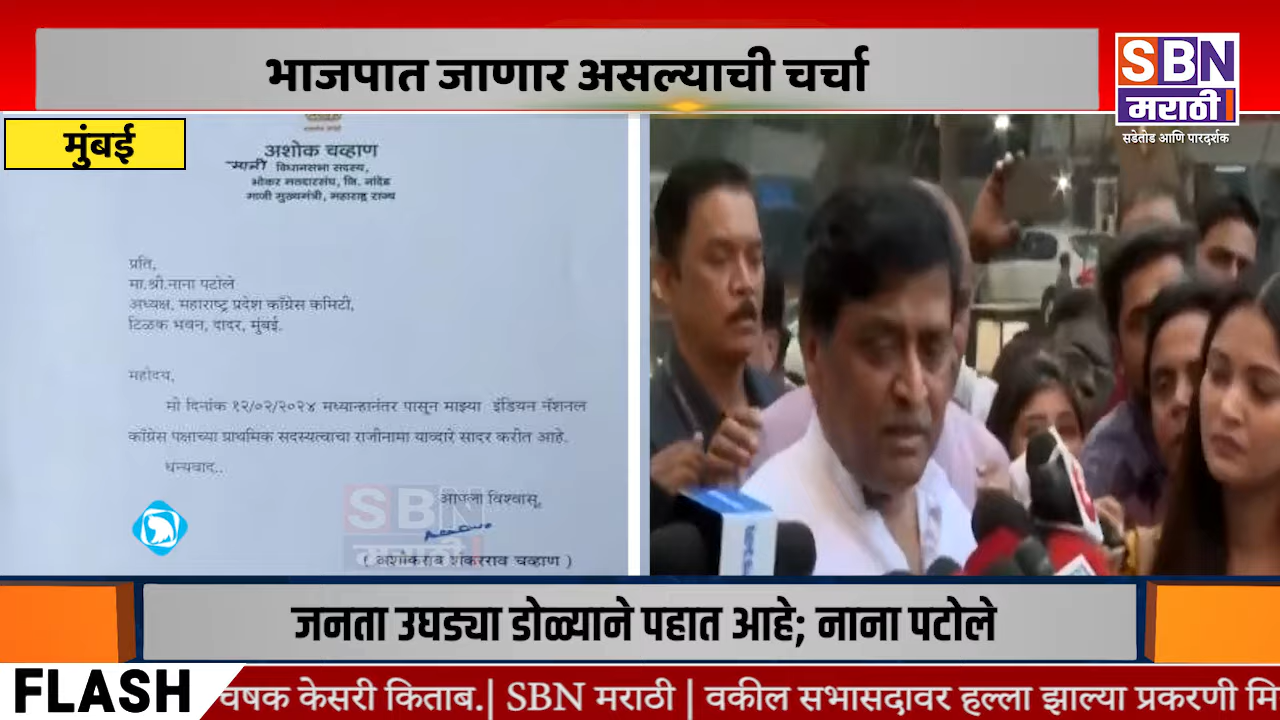 भाजपात जाणार असल्याची चर्चा
SBN
मराठी
सडेतोड आणि पारदर्शक
मुंबई
अशोक चव्हाण
माजी विधानसभा सदस्य,
भोकर मतदारसंघ, जि. नांदेड
माजी मुख्यमंत्री, महाराष्ट्र राज्य
प्रति,
मा.श्री.नाना पटोले
अध्यक्ष, महाराष्ट्र प्रदेश काँग्रेस कमिटी,
टिळक भवन, दादर, मुंबई.
महोदय,
मी दिनांक १२/०२/२०२४ मध्यान्हानंतर पासून माझ्या इंडियन नॅशनल
काँग्रेस पक्षाच्या प्राथमिक सदस्यत्वाचा राजीनामा याव्दारे सादर करीत आहे.
धन्यवाद..
आपला विश्वासू,
SBN
मराठी
( अशोकराव शंकरराव चव्हाण )
जनता उघड्या डोळ्याने पहात आहे; नाना पटोले
FLASH
वषक केसरी किताब.| SBN मराठी | वकील सभासदावर हल्ला झाल्या प्रकरणी मि